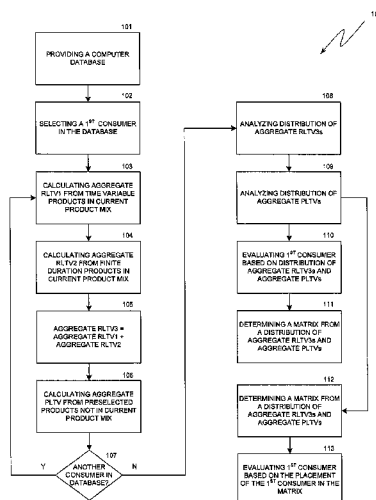 101
PROVIDING A COMPUTER
DATABASE
102
SELECTING A 1ST CONSUMER
IN THE DATABASE
103
CALCULATING AGGREGATE
RLTV1 FROM TIME VARIABLE
PRODUCTS IN CURRENT
PRODUCT MIX
104
CALCULATING AGGREGATE
RLTV2 FROM FINITE
DURATION PRODUCTS IN
CURRENT PRODUCT MIX
105
AGGREGATE RLTV3 =
AGGREGATE RLTV1 +
AGGREGATE RLTV2
106
CALCULATING AGGREGATE
PLTV FROM PRESELECTED
PRODUCTS NOT IN CURRENT
PRODUCT MIX
107
Y
ANOTHER
CONSUMER IN
DATABASE?
N
108
ANALYZING DISTRIBUTION OF
AGGREGATE RLTV3s
109
ANALYZING DISTRIBUTION OF
AGGREGATE PLTVs
110
EVALUATING 1ST CONSUMER
BASED ON DISTRIBUTION OF
AGGREGATE RLTV3s AND
AGGREGATE PLTVs
111
DETERMINING A MATRIX FROM
A DISTRIBUTION OF
AGGREGATE RLTV3s AND
AGGREGATE PLTVs
112
DETERMINING A MATRIX FROM
A DISTRIBUTION OF
AGGREGATE RLTV3s AND
AGGREGATE PLTVs
113
EVALUATING 1ST CONSUMER
BASED ON THE PLACEMENT
OF THE 1ST CONSUMER IN
THE MATRIX